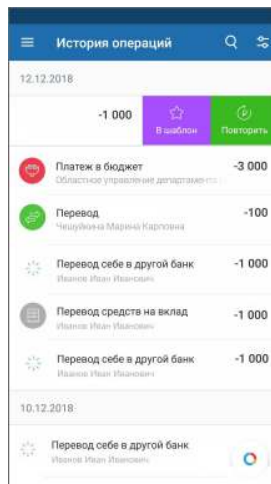 История операций
12.12.2018
-1 000
В шаблон
Повторить
Платеж в бюджет
-3 000
Областное управление департамента
Перевод
-100
Чешуйкина Марина Карповна
Перевод себе в другой банк
-1 000
Иванов Иван Иванович
Перевод средств на вклад
-1 000
Иванов Иван Иванович
Перевод себе в другой банк
-1 000
Иванов Иван Иванович
10.12.2018
Перевод себе в другой банк
Иванов Иван Иванович